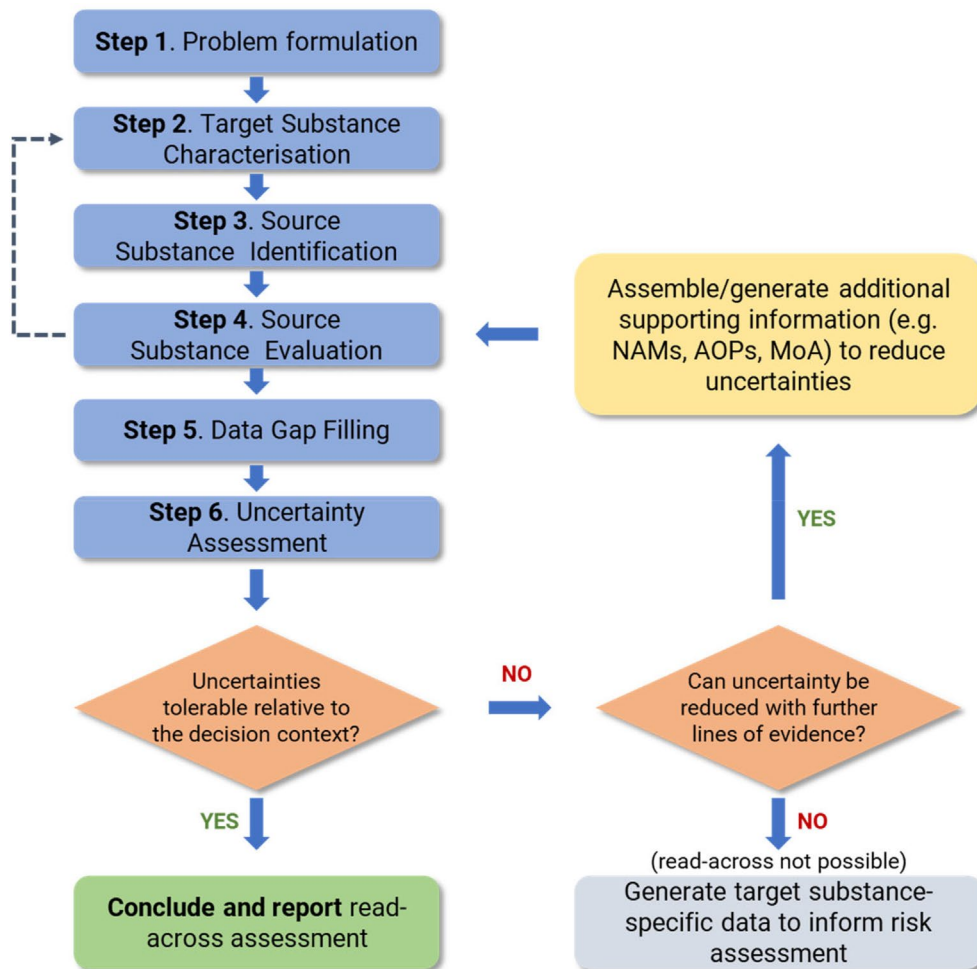 Step 1. Problem formulation
Step 2. Target Substance
Characterisation
Step 3. Source
Substance Identification
Step 4. Source
Substance Evaluation
Step 5. Data Gap Filling
Step 6. Uncertainty
Assessment
Uncertainties
tolerable relative to
the decision context?
YES
Conclude and report read-
across assessment
NO
Can uncertainty be
reduced with further
lines of evidence?
YES
Assemble/generate additional
supporting information (e.g.
NAMs, AOPs, MoA) to reduce
uncertainties
NO
(read-across not possible)
Generate target substance-
specific data to inform risk
assessment